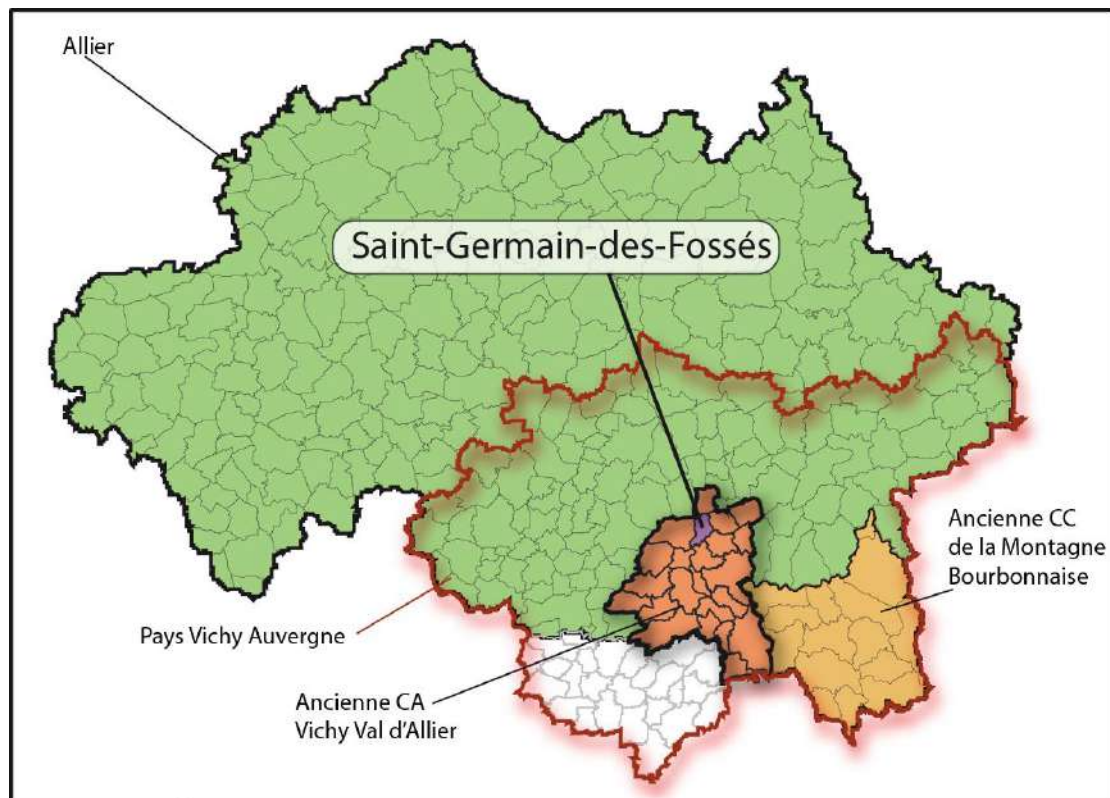 Allier
Saint-Germain-des-Fossés
Ancienne CC
de la Montagne
Bourbonnaise
Pays Vichy Auvergne
Ancienne CA
Vichy Val d'Allier